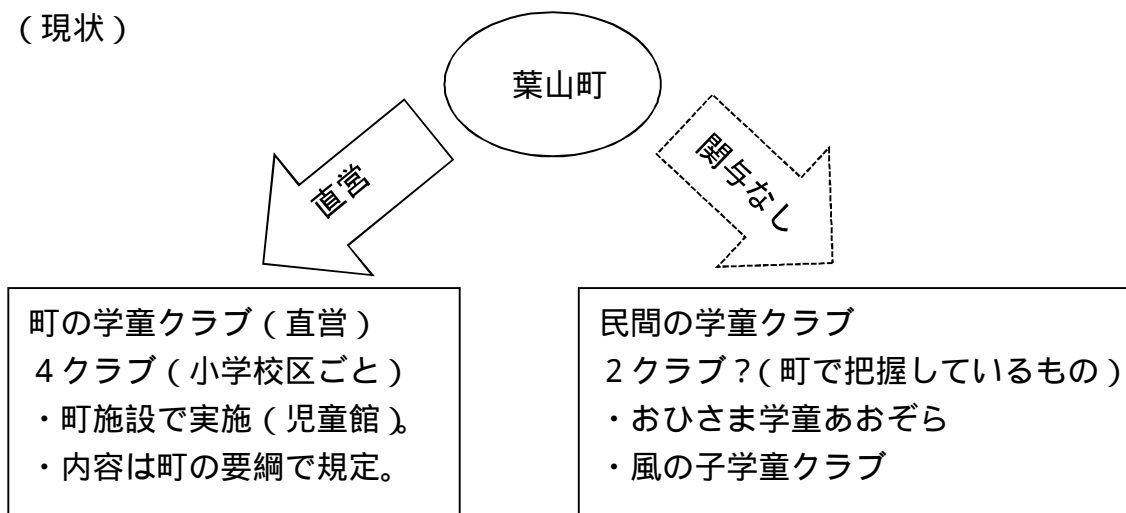 （現状）
葉山町
直営
関与なし
町の学童クラブ（直営）
４クラブ（小学校区ごと）
・町施設で実施（児童館）。
・内容は町の要綱で規定。
民間の学童クラブ
２クラブ？（町で把握しているもの）
・おひさま学童あおぞら
・風の子学童クラブ